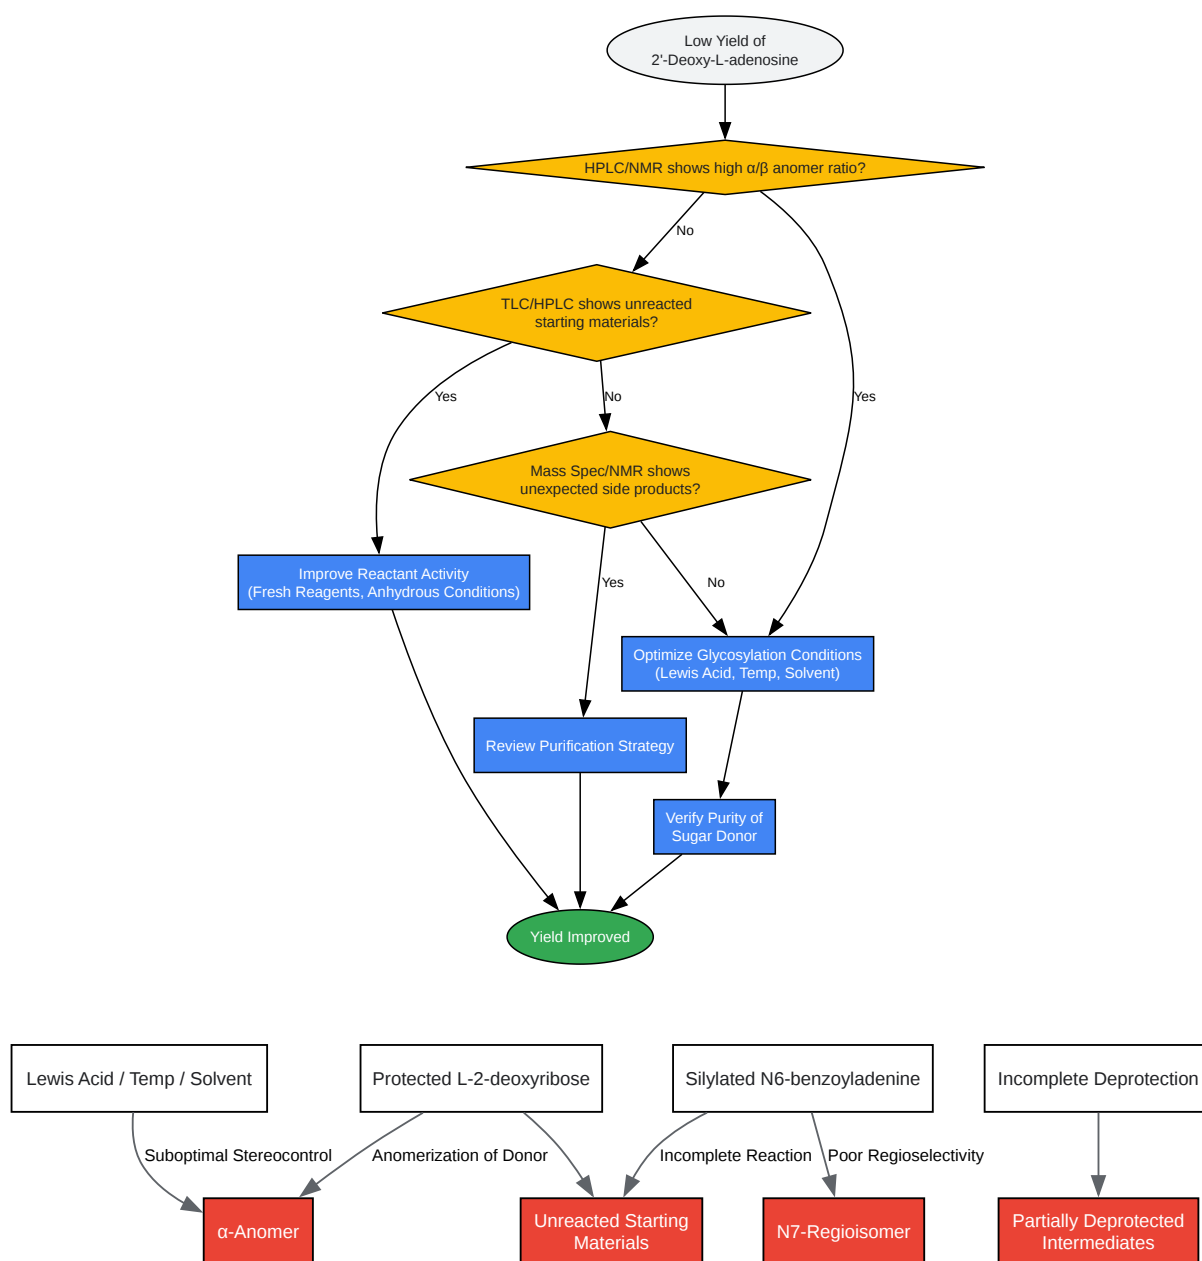 Low Yield of
2'-Deoxy-L-adenosine
HPLC/NMR shows high α/β anomer ratio?
No
TLC/HPLC shows unreacted
starting materials?
Yes
No
Yes
Mass Spec/NMR shows
unexpected side products?
Improve Reactant Activity
(Fresh Reagents, Anhydrous Conditions)
Yes
No
Optimize Glycosylation Conditions
(Lewis Acid, Temp, Solvent)
Review Purification Strategy
Verify Purity of
Sugar Donor
Yield Improved
Lewis Acid / Temp / Solvent
Protected L-2-deoxyribose
Silylated N6-benzoyladenine
Incomplete Deprotection
Suboptimal Stereocontrol
Anomerization of Donor
Incomplete Reaction
Poor Regioselectivity
α-Anomer
Unreacted Starting
Materials
N7-Regioisomer
Partially Deprotected
Intermediates